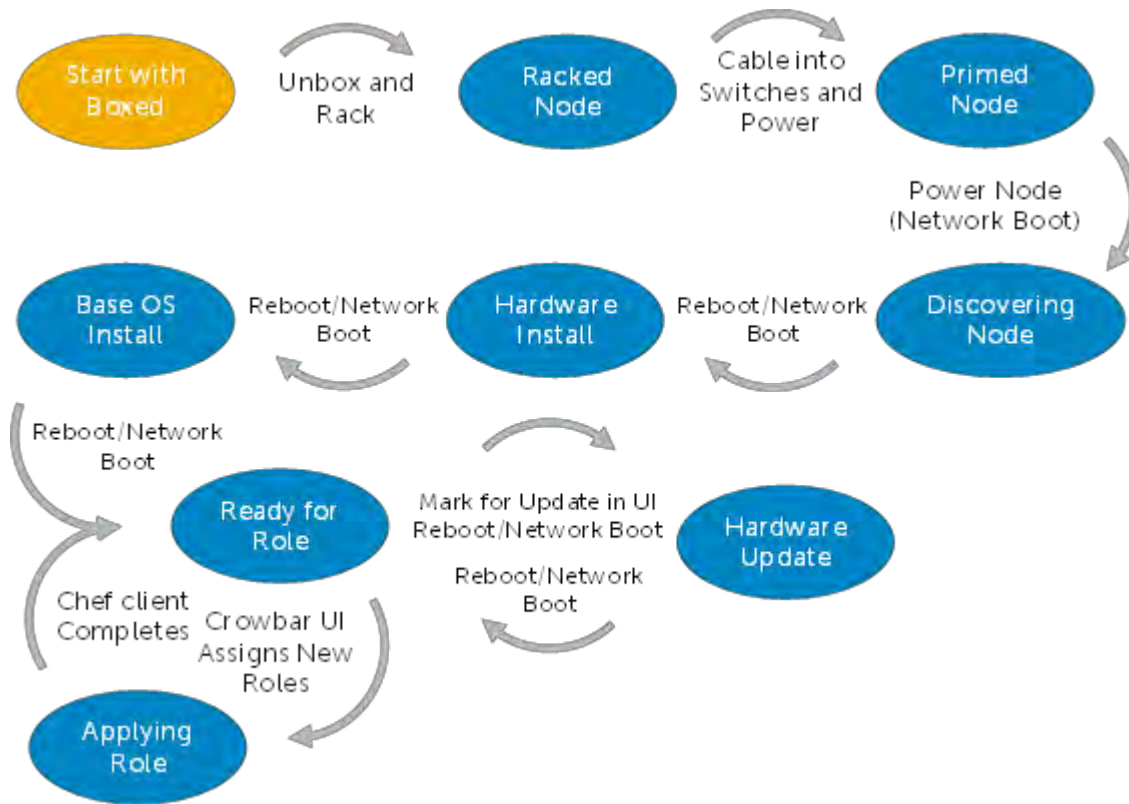 Start with
Boxed
Unbox and
Rack
Racked
Node
Cable into
Switches and
Power
Primed
Node
Power Node
(Network Boot)
Discovering
Node
Reboot/Network
Boot
Hardware
Install
Reboot/Network
Boot
Base OS
Install
Reboot/Network
Boot
Ready for
Role
Mark for Update in UI
Reboot/Network Boot
Hardware
Update
Reboot/Network
Boot
Crowbar UI
Assigns New
Roles
Chef client
Completes
Applying
Role